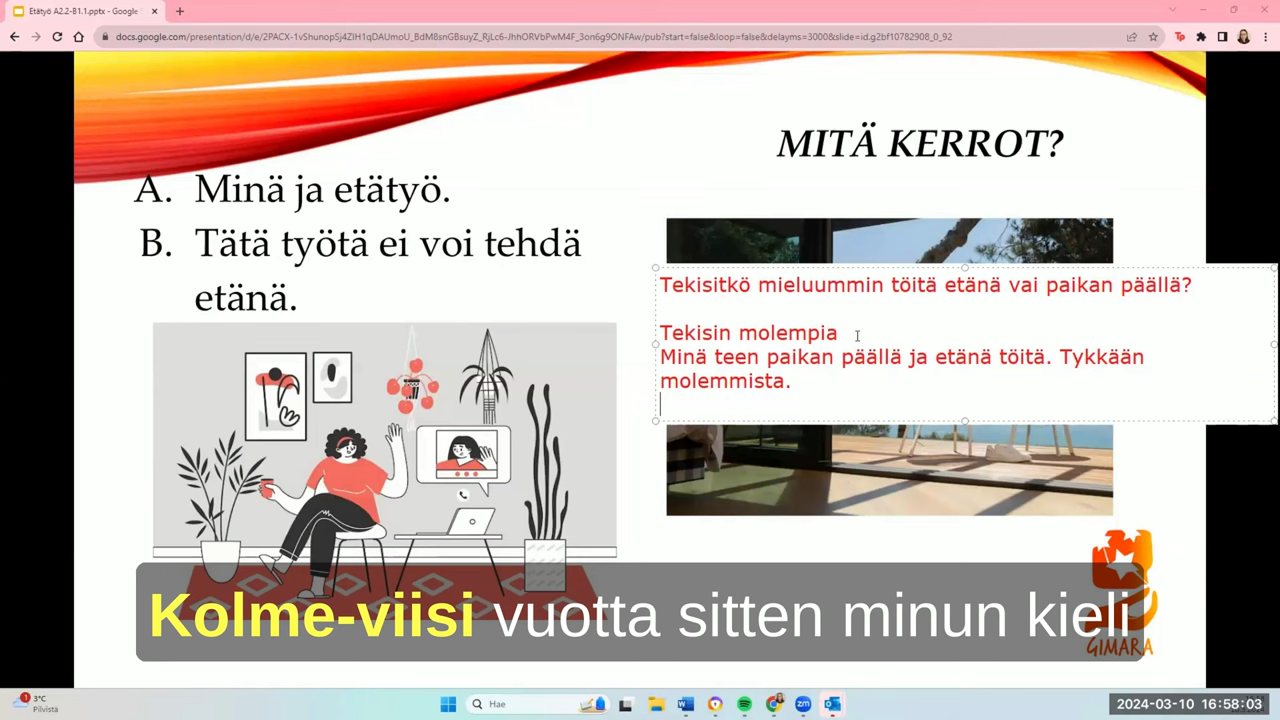 Etätyö A2.2-B1.1.pptx - Google
docs.google.com/presentation/d/e/2PACX-1vShunopSj4ZIH1qDAUmoU_BdM8snGBsuyZ_RjLc6-JhhORVbPwM4F_3on6g9ONFAw/pub?start=false&loop=false&delayms=3000&slide=id.g2bf10782908_0_92
MITÄ KERROT?
A. Minä ja etätyö.
B. Tätä työtä ei voi tehdä
etänä.
Tekisitkö mieluummin töitä etänä vai paikan päällä?
Tekisin molempia
Minä teen paikan päällä ja etänä töitä. Tykkään
molemmista.
Kolme-viisi vuotta sitten minun kieli
GIMARA
1
3°C
Pilvistä
Hae
2024-03-10 16:58:03